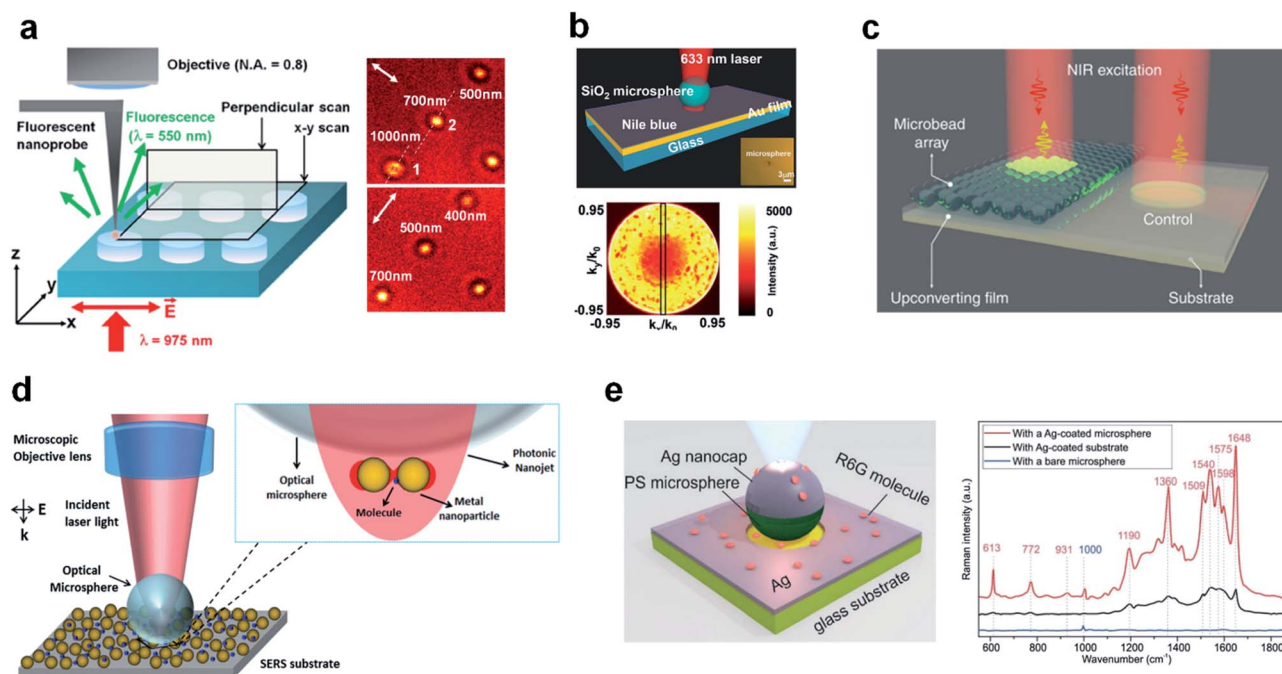 a
Objective (N.A. = 0.8)
Fluorescent
nanoprobe
Fluorescence
(λ = 550 nm)
Perpendicular scan
x-y scan
z
y
x
E
λ = 975 nm
500nm
700nm
2
1000nm
1
400nm
500nm
700nm
b
633 nm laser
SiO2 microsphere
Nile blue
Au film
Glass
microsphere
3μm
0.95
ky/k0
-0.95
-0.95
kx/k0
0.95
5000
Intensity (a.u.)
0
c
NIR excitation
Microbead
array
Control
Upconverting film
Substrate
d
Microscopic
Objective lens
Incident
laser light
E
k
Optical
Microsphere
SERS substrate
Optical
microsphere
Molecule
Metal
nanoparticle
Photonic
Nanojet
e
Ag nanocap
PS microsphere
R6G molecule
Ag
glass substrate
With a Ag-coated microsphere
With Ag-coated substrate
With a bare microsphere
Raman intensity (a.u.)
613
772
931
1000
1190
1360
1509
1540
1575
1598
1648
600 800 1000 1200 1400 1600 1800
Wavenumber (cm-1)